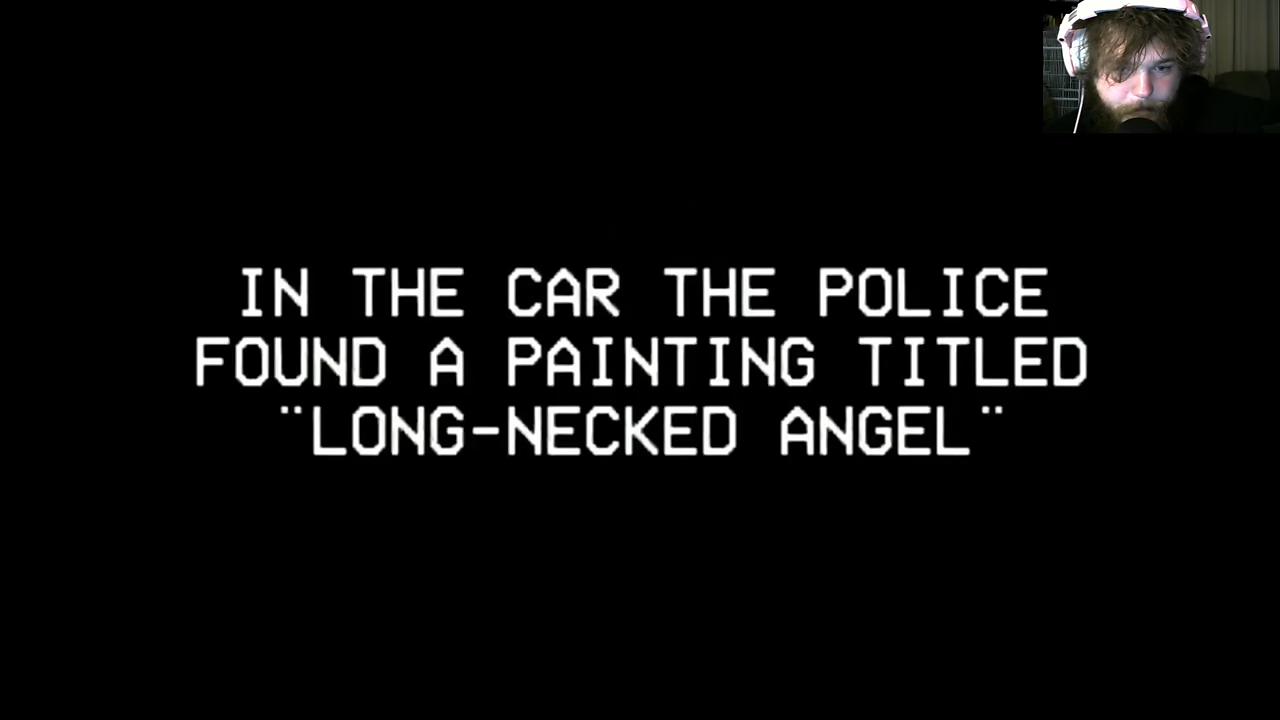 IN THE CAR THE POLICE
FOUND A PAINTING TITLED
¨LONG-NECKED ANGEL¨